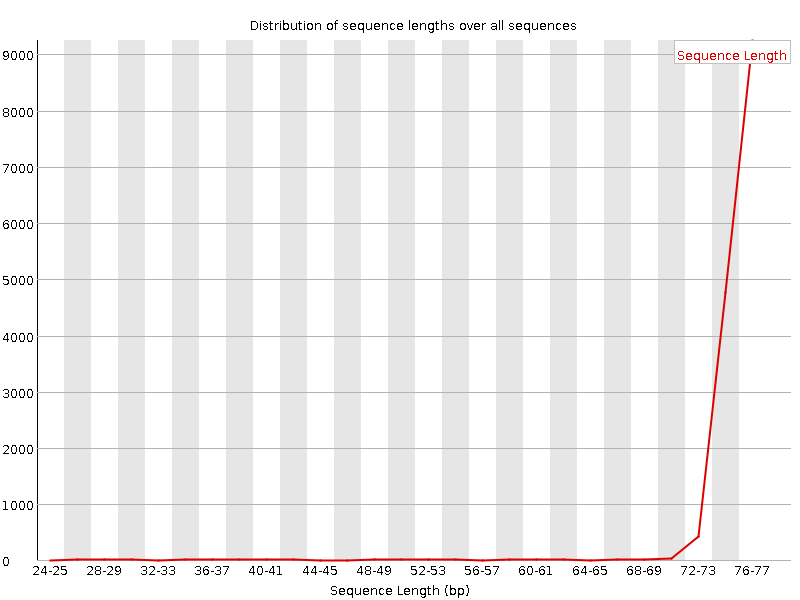 Distribution of sequence lengths over all sequences
Sequence Length
9000
8000
7000
6000
5000
4000
3000
2000
1000
0
24-25 28-29 32-33 36-37 40-41 44-45 48-49 52-53 56-57 60-61 64-65 68-69 72-73 76-77
Sequence Length (bp)